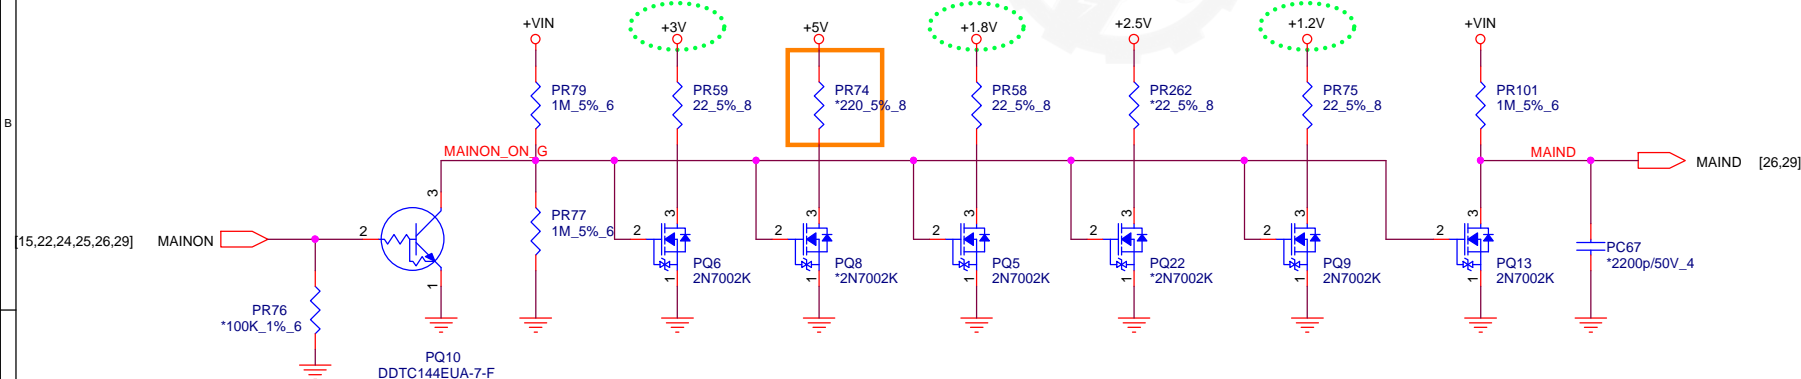 +VIN
+3V
+5V
+1.8V
+2.5V
+1.2V
+VIN
PR79
1M_5%_6
PR59
22_5%_8
PR74
*220_5%_8
PR58
22_5%_8
PR262
*22_5%_8
PR75
22_5%_8
PR101
1M_5%_6
B
MAINON_ON_G
MAIND
MAIND [26,29]
3
PR77
1M_5%_6
3
3
3
3
3
3
[15,22,24,25,26,29] MAINON
2
2
2
2
2
2
2
1
PQ6
2N7002K
1
PQ8
*2N7002K
1
PQ5
2N7002K
1
PQ22
*2N7002K
1
PQ9
2N7002K
1
PQ13
2N7002K
1
PC67
*2200p/50V_4
PR76
*100K_1%_6
PQ10
DDTC144EUA-7-F